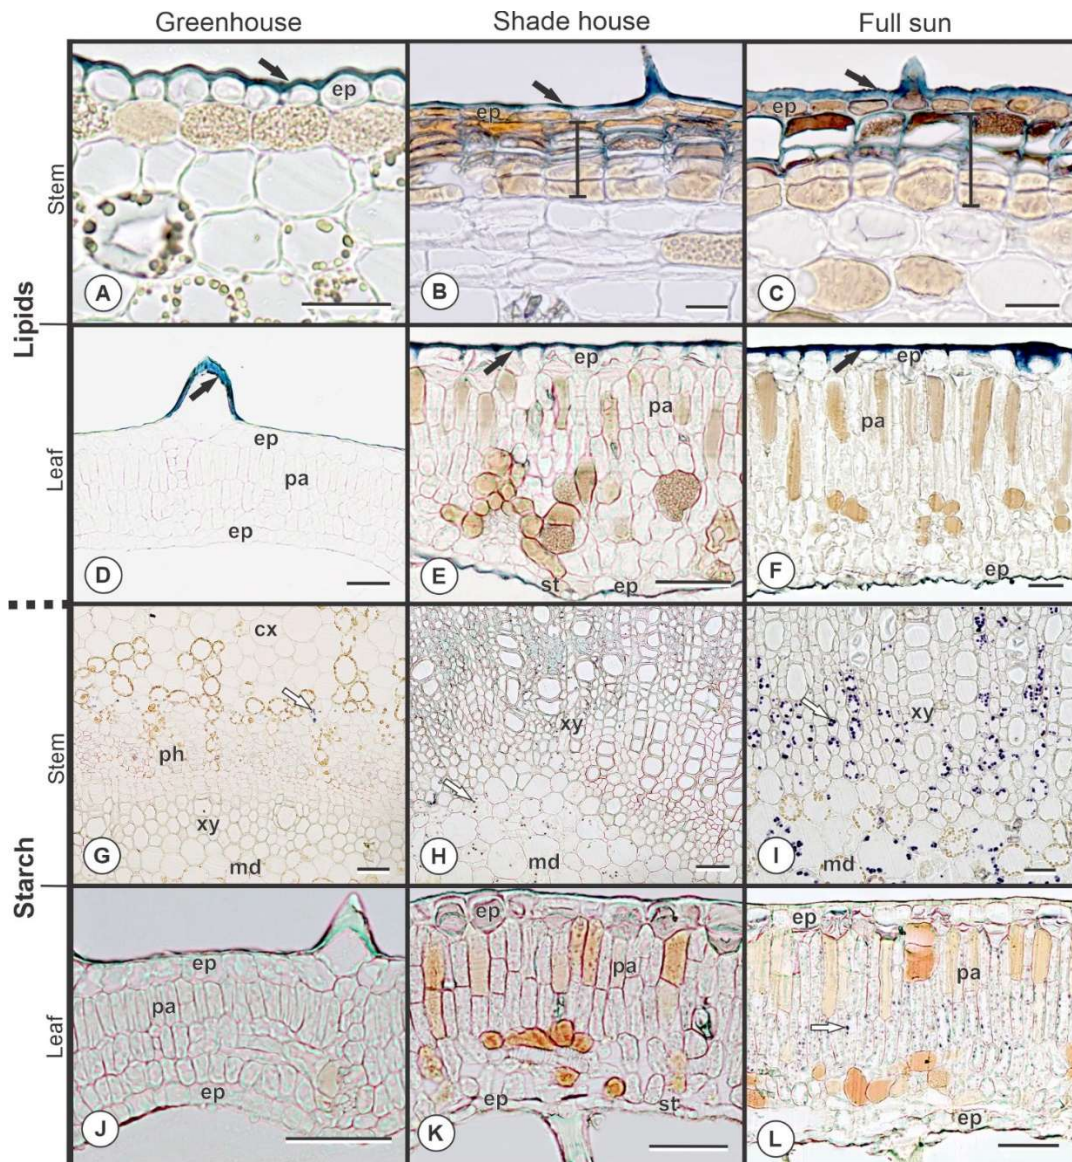 Greenhouse Shade house Full sun
Lipids
Stem
ep
A
ep
B
ep
C
Leaf
ep
pa
ep
D
ep
pa
st
ep
E
ep
pa
ep
F
Starch
Stem
cx
ph
xy
md
G
xy
md
H
xy
md
I
Leaf
ep
pa
ep
J
ep
pa
ep
st
K
ep
pa
ep
L